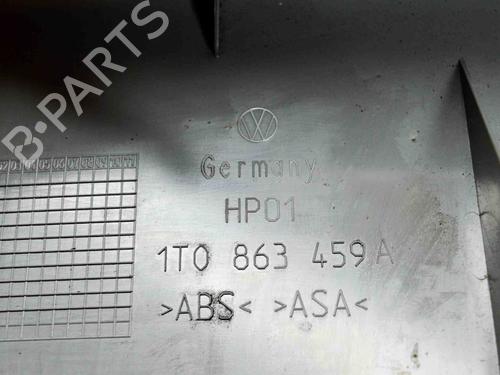 B-PARTS
Germany
HP01
1T0 863 459 A
>ABS< >ASA<